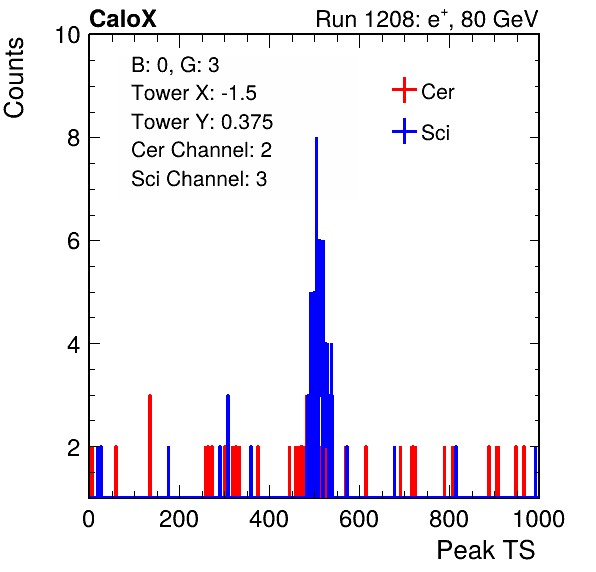 CaloX Run 1208: e⁺, 80 GeV
Counts
10
8
6
4
2
B: 0, G: 3
Tower X: -1.5
Tower Y: 0.375
Cer Channel: 2
Sci Channel: 3
Cer
Sci
0 200 400 600 800 1000
Peak TS